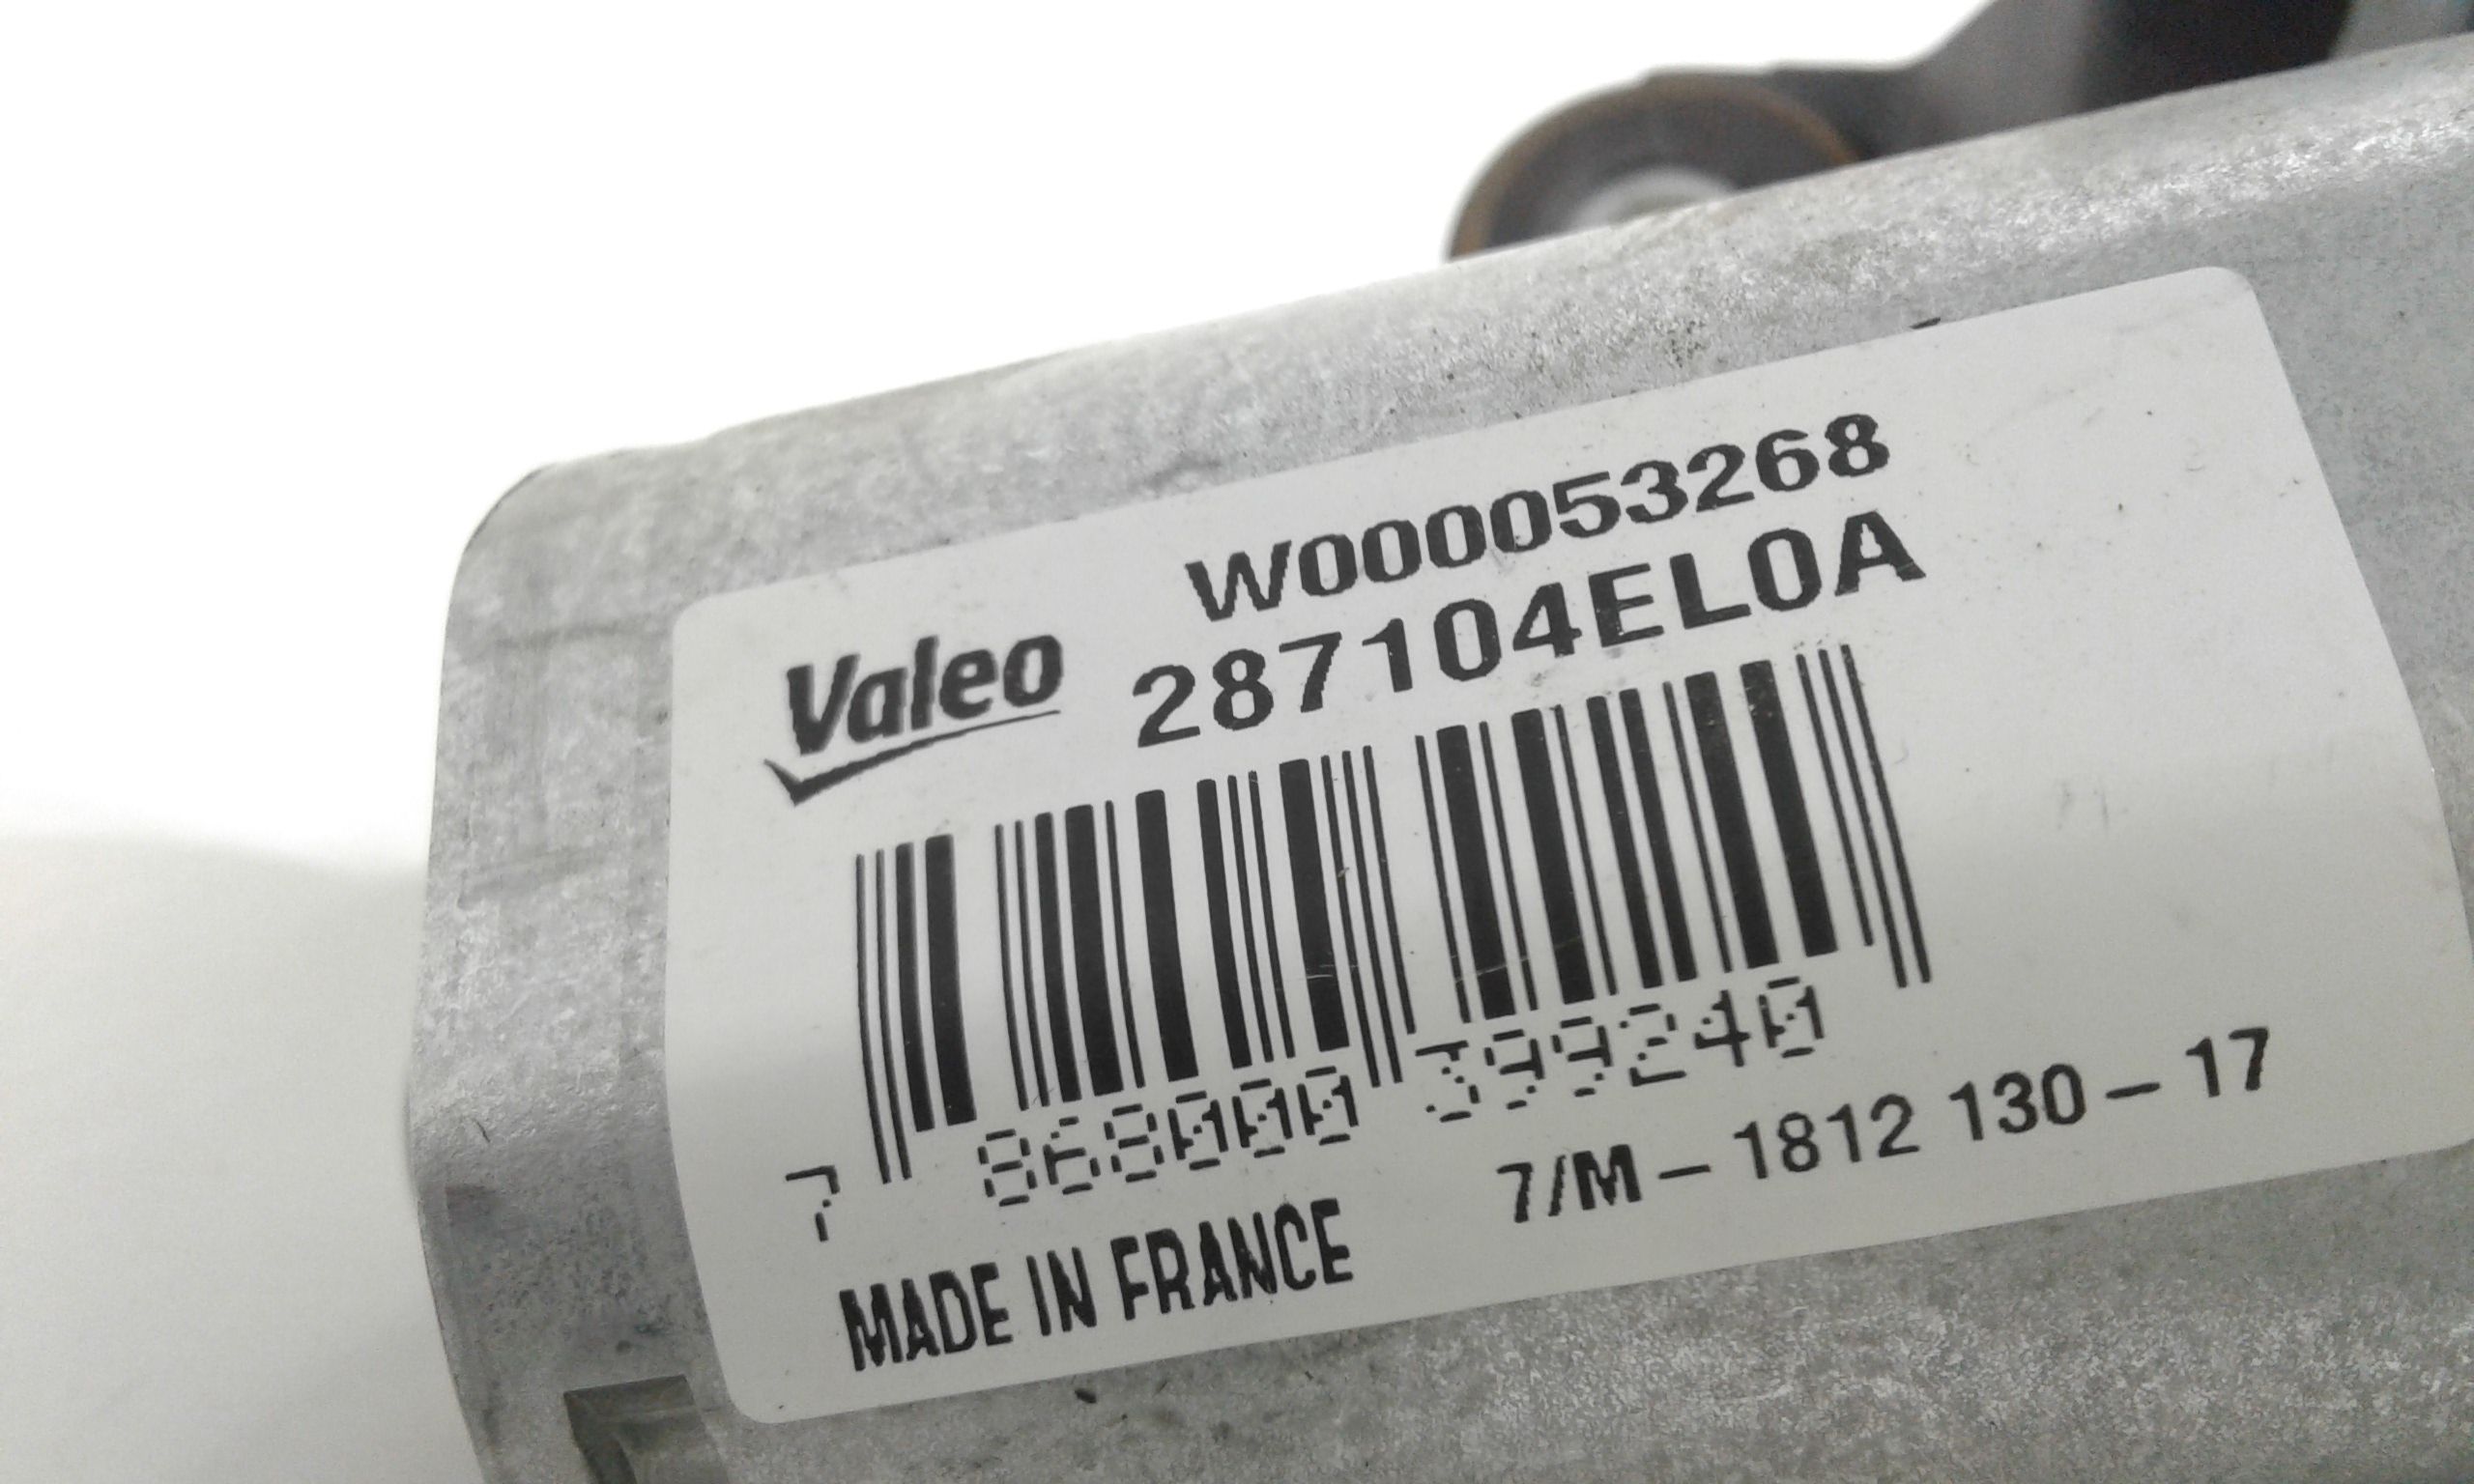 W000053268
Valeo 287104EL0A
7 868000 399240
MADE IN FRANCE 7/M-1812 130-17